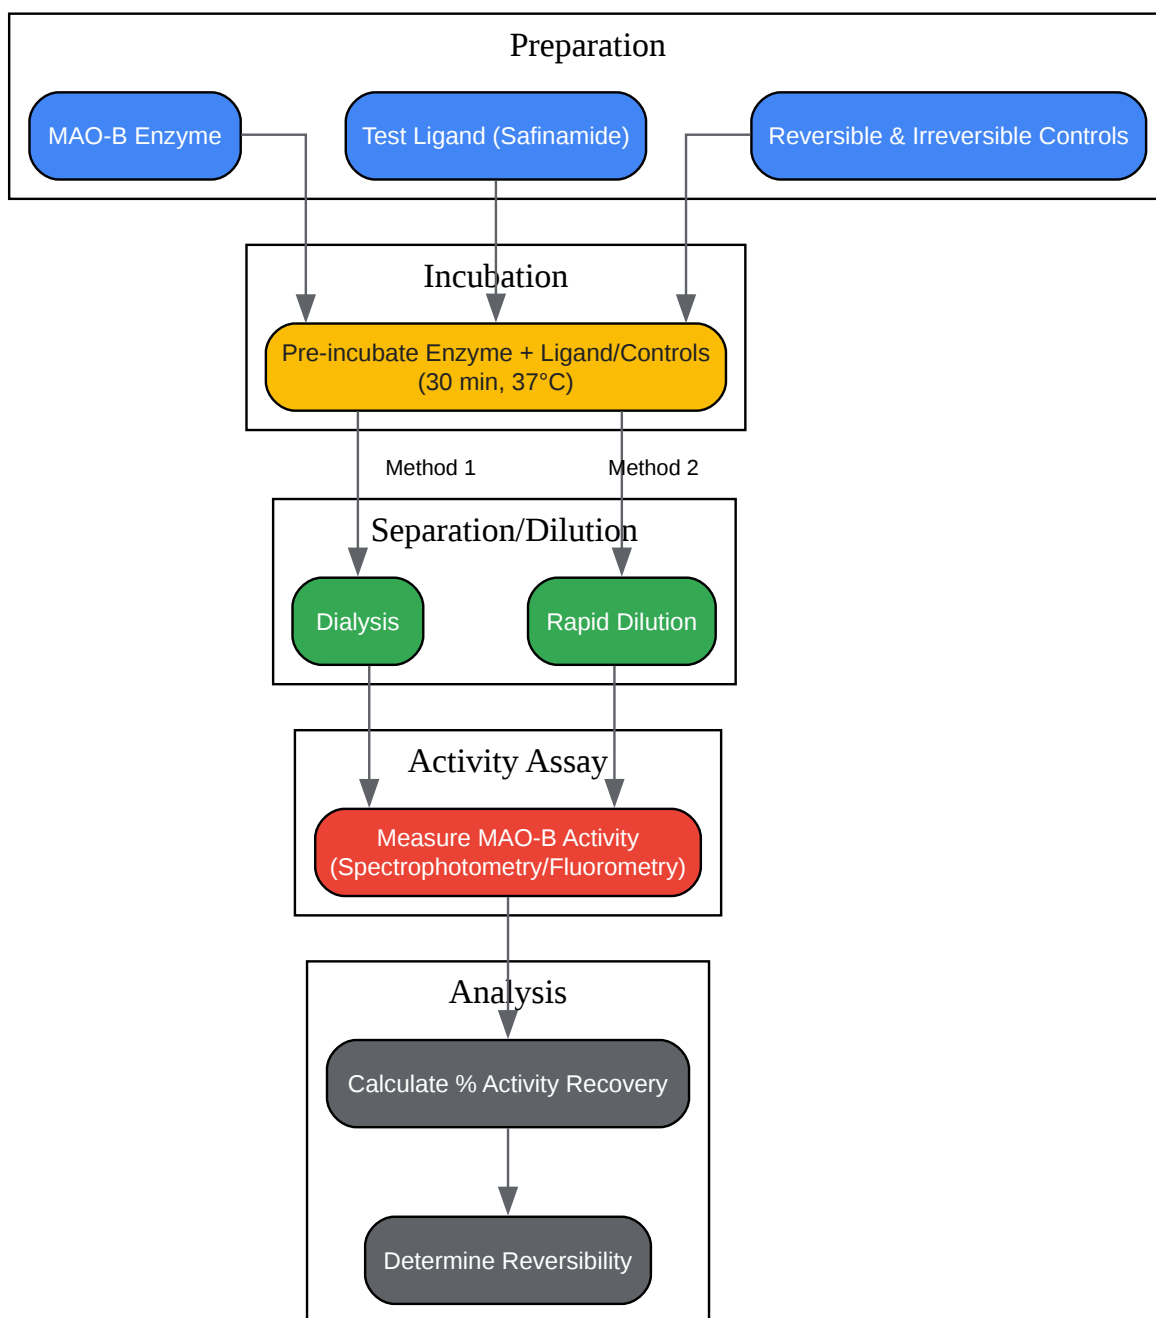 Preparation
MAO-B Enzyme
Test Ligand (Safinamide)
Reversible & Irreversible Controls
Incubation
Pre-incubate Enzyme + Ligand/Controls
(30 min, 37°C)
Method 1
Method 2
Separation/Dilution
Dialysis
Rapid Dilution
Activity Assay
Measure MAO-B Activity
(Spectrophotometry/Fluorometry)
Analysis
Calculate % Activity Recovery
Determine Reversibility